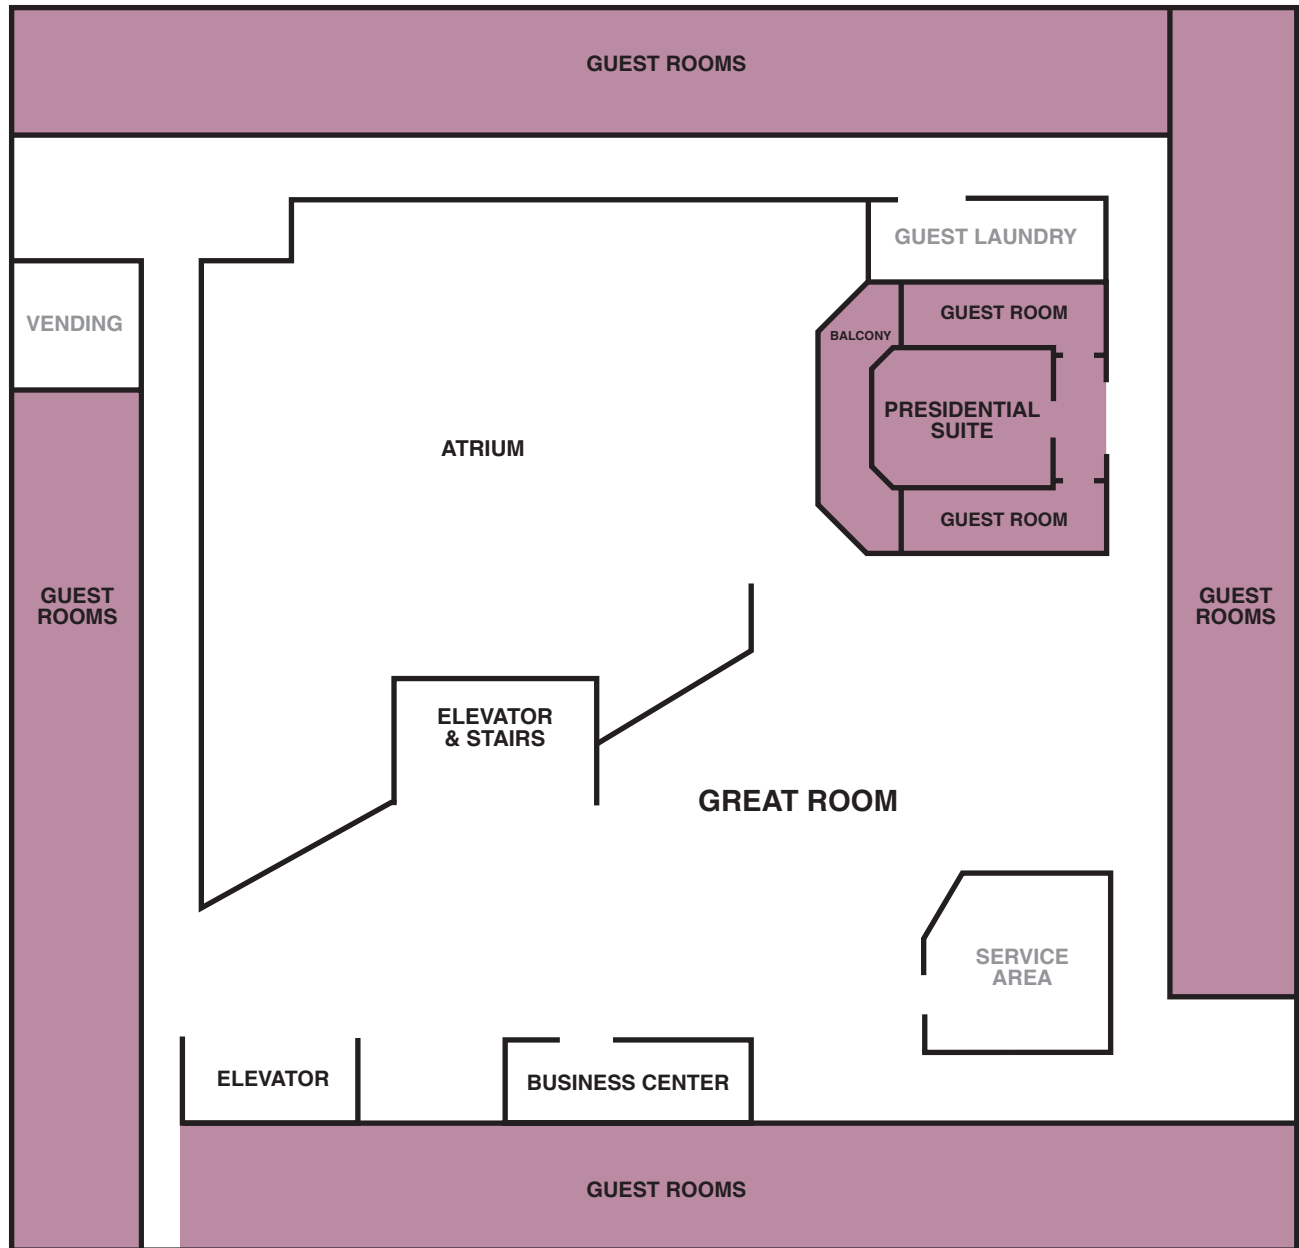 GUEST ROOMS
GUEST LAUNDRY
VENDING
GUEST ROOM
BALCONY
PRESIDENTIAL
SUITE
ATRIUM
GUEST ROOM
GUEST
ROOMS
GUEST
ROOMS
ELEVATOR
& STAIRS
GREAT ROOM
SERVICE
AREA
ELEVATOR
BUSINESS CENTER
GUEST ROOMS